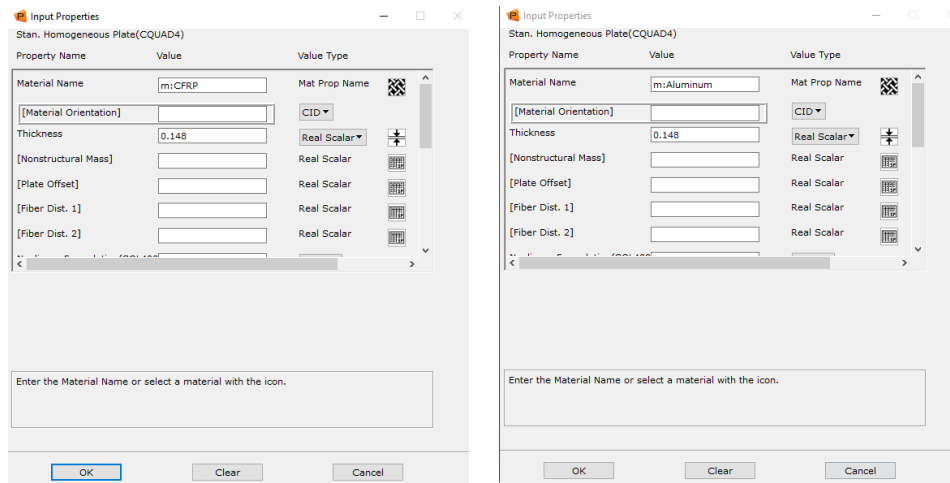 Input Properties
Stan. Homogeneous Plate(CQUAD4)
Property Name Value Value Type
Material Name m:CFRP Mat Prop Name
[Material Orientation] CID
Thickness 0.148 Real Scalar
[Nonstructural Mass] Real Scalar
[Plate Offset] Real Scalar
[Fiber Dist. 1] Real Scalar
[Fiber Dist. 2] Real Scalar
Enter the Material Name or select a material with the icon.
OK Clear Cancel
Input Properties
Stan. Homogeneous Plate(CQUAD4)
Property Name Value Value Type
Material Name m:Aluminum Mat Prop Name
[Material Orientation] CID
Thickness 0.148 Real Scalar
[Nonstructural Mass] Real Scalar
[Plate Offset] Real Scalar
[Fiber Dist. 1] Real Scalar
[Fiber Dist. 2] Real Scalar
Enter the Material Name or select a material with the icon.
OK Clear Cancel